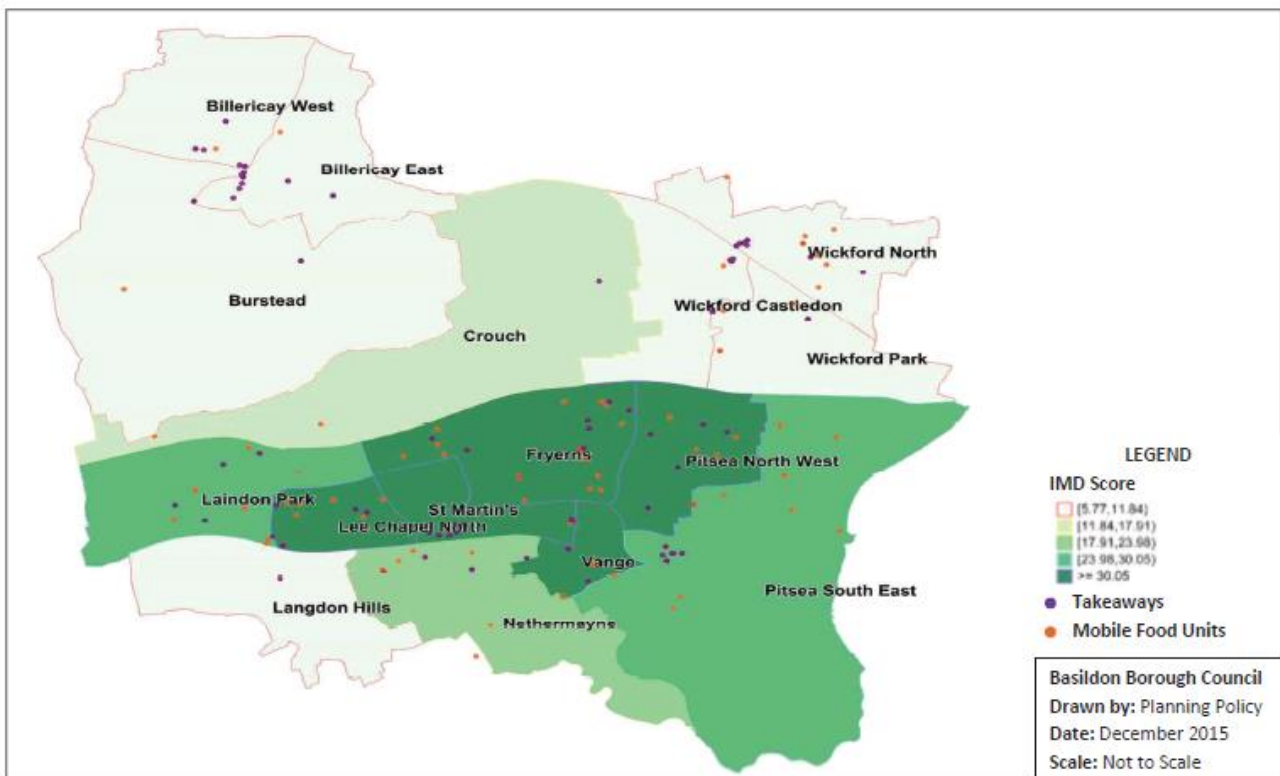 Billericay West
Billericay East
Wickford North
Burstead
Wickford Castledon
Crouch
Wickford Park
Fryerns
Pitsea North West
Laindon Park
St Martin's
Lee Chapel North
Vange
Pitsea South East
Langdon Hills
Nethermayne
LEGEND
IMD Score
[5.77,11.84)
[11.84,17.91)
[17.91,23.98)
[23.98,30.05)
>= 30.05
Takeaways
Mobile Food Units
Basildon Borough Council
Drawn by: Planning Policy
Date: December 2015
Scale: Not to Scale